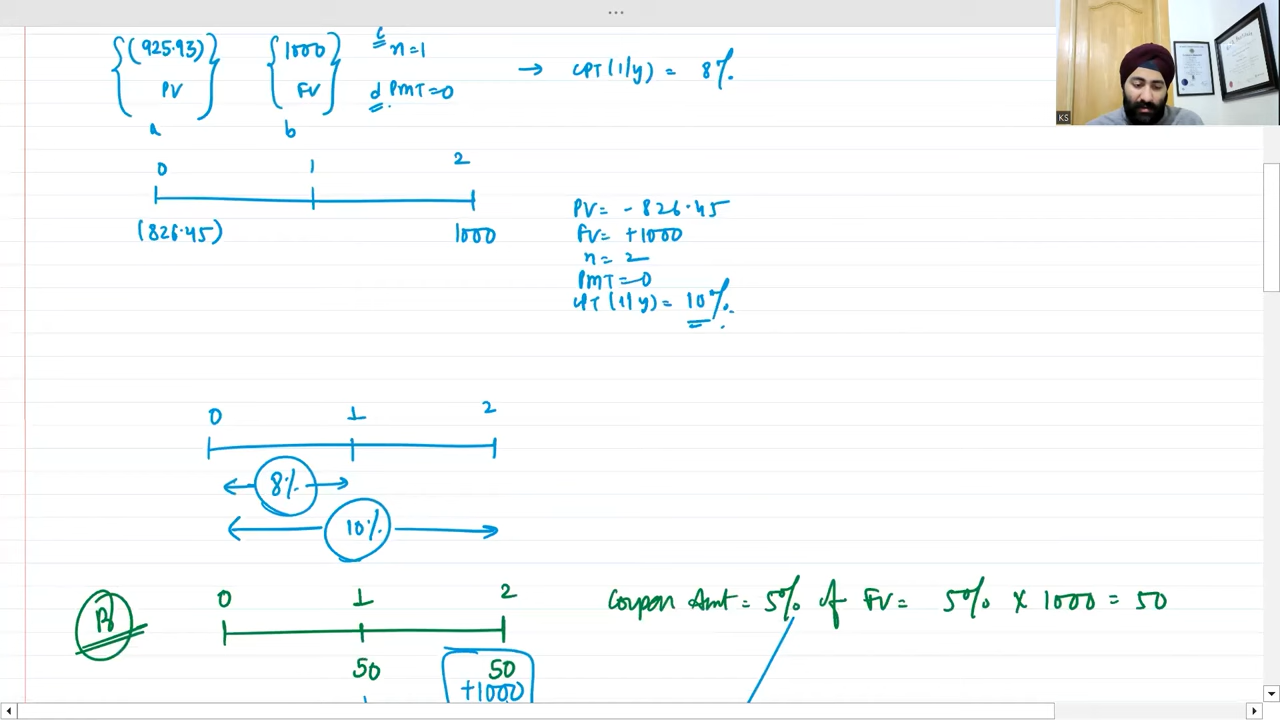 (925.93) 1000 c n=1
PV FV d PMT=0 → CPT (1/y) = 8%
a b
0 1 2
(826.45) 1000
PV= -826.45
FV= +1000
n= 2
PMT=0
CPT (1/y) = 10%
0 1 2
8%
10%
B 0 1 2 Coupon Amt = 5% of FV= 5% x 1000 = 50
50 50
+1000
KS